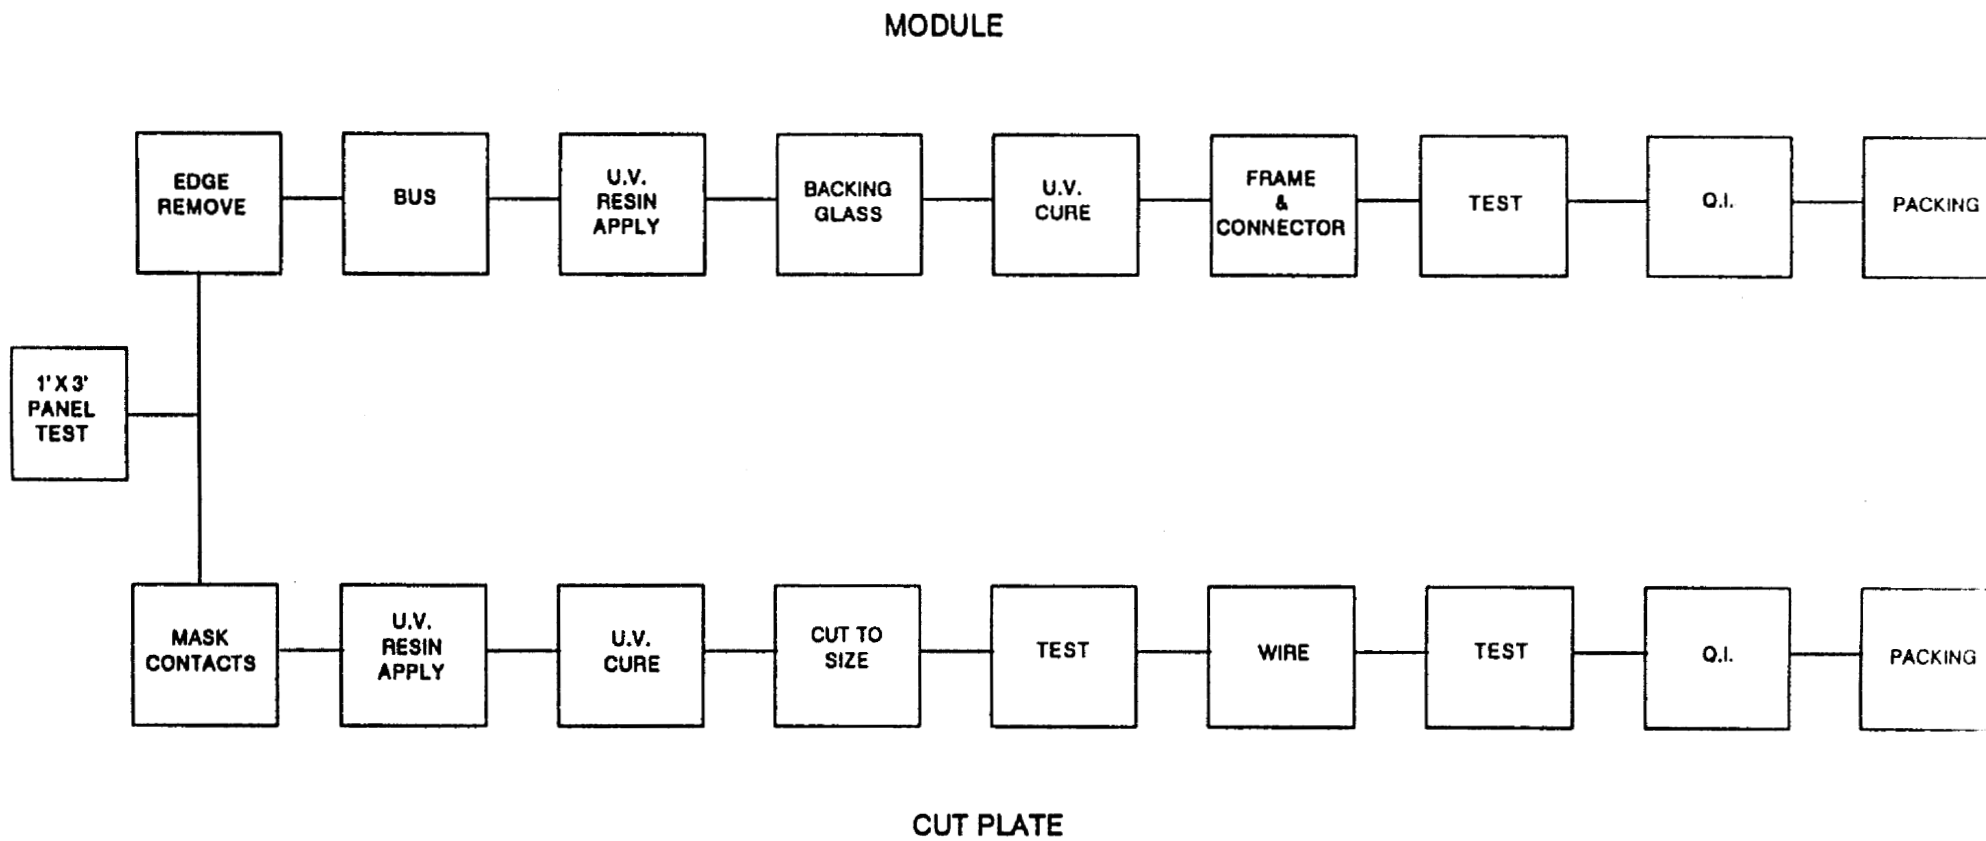 MODULE
EDGE
REMOVE
BUS
U.V.
RESIN
APPLY
BACKING
GLASS
U.V.
CURE
FRAME
&
CONNECTOR
TEST
Q.I.
PACKING
1' X 3'
PANEL
TEST
MASK
CONTACTS
U.V.
RESIN
APPLY
U.V.
CURE
CUT TO
SIZE
TEST
WIRE
TEST
Q.I.
PACKING
CUT PLATE